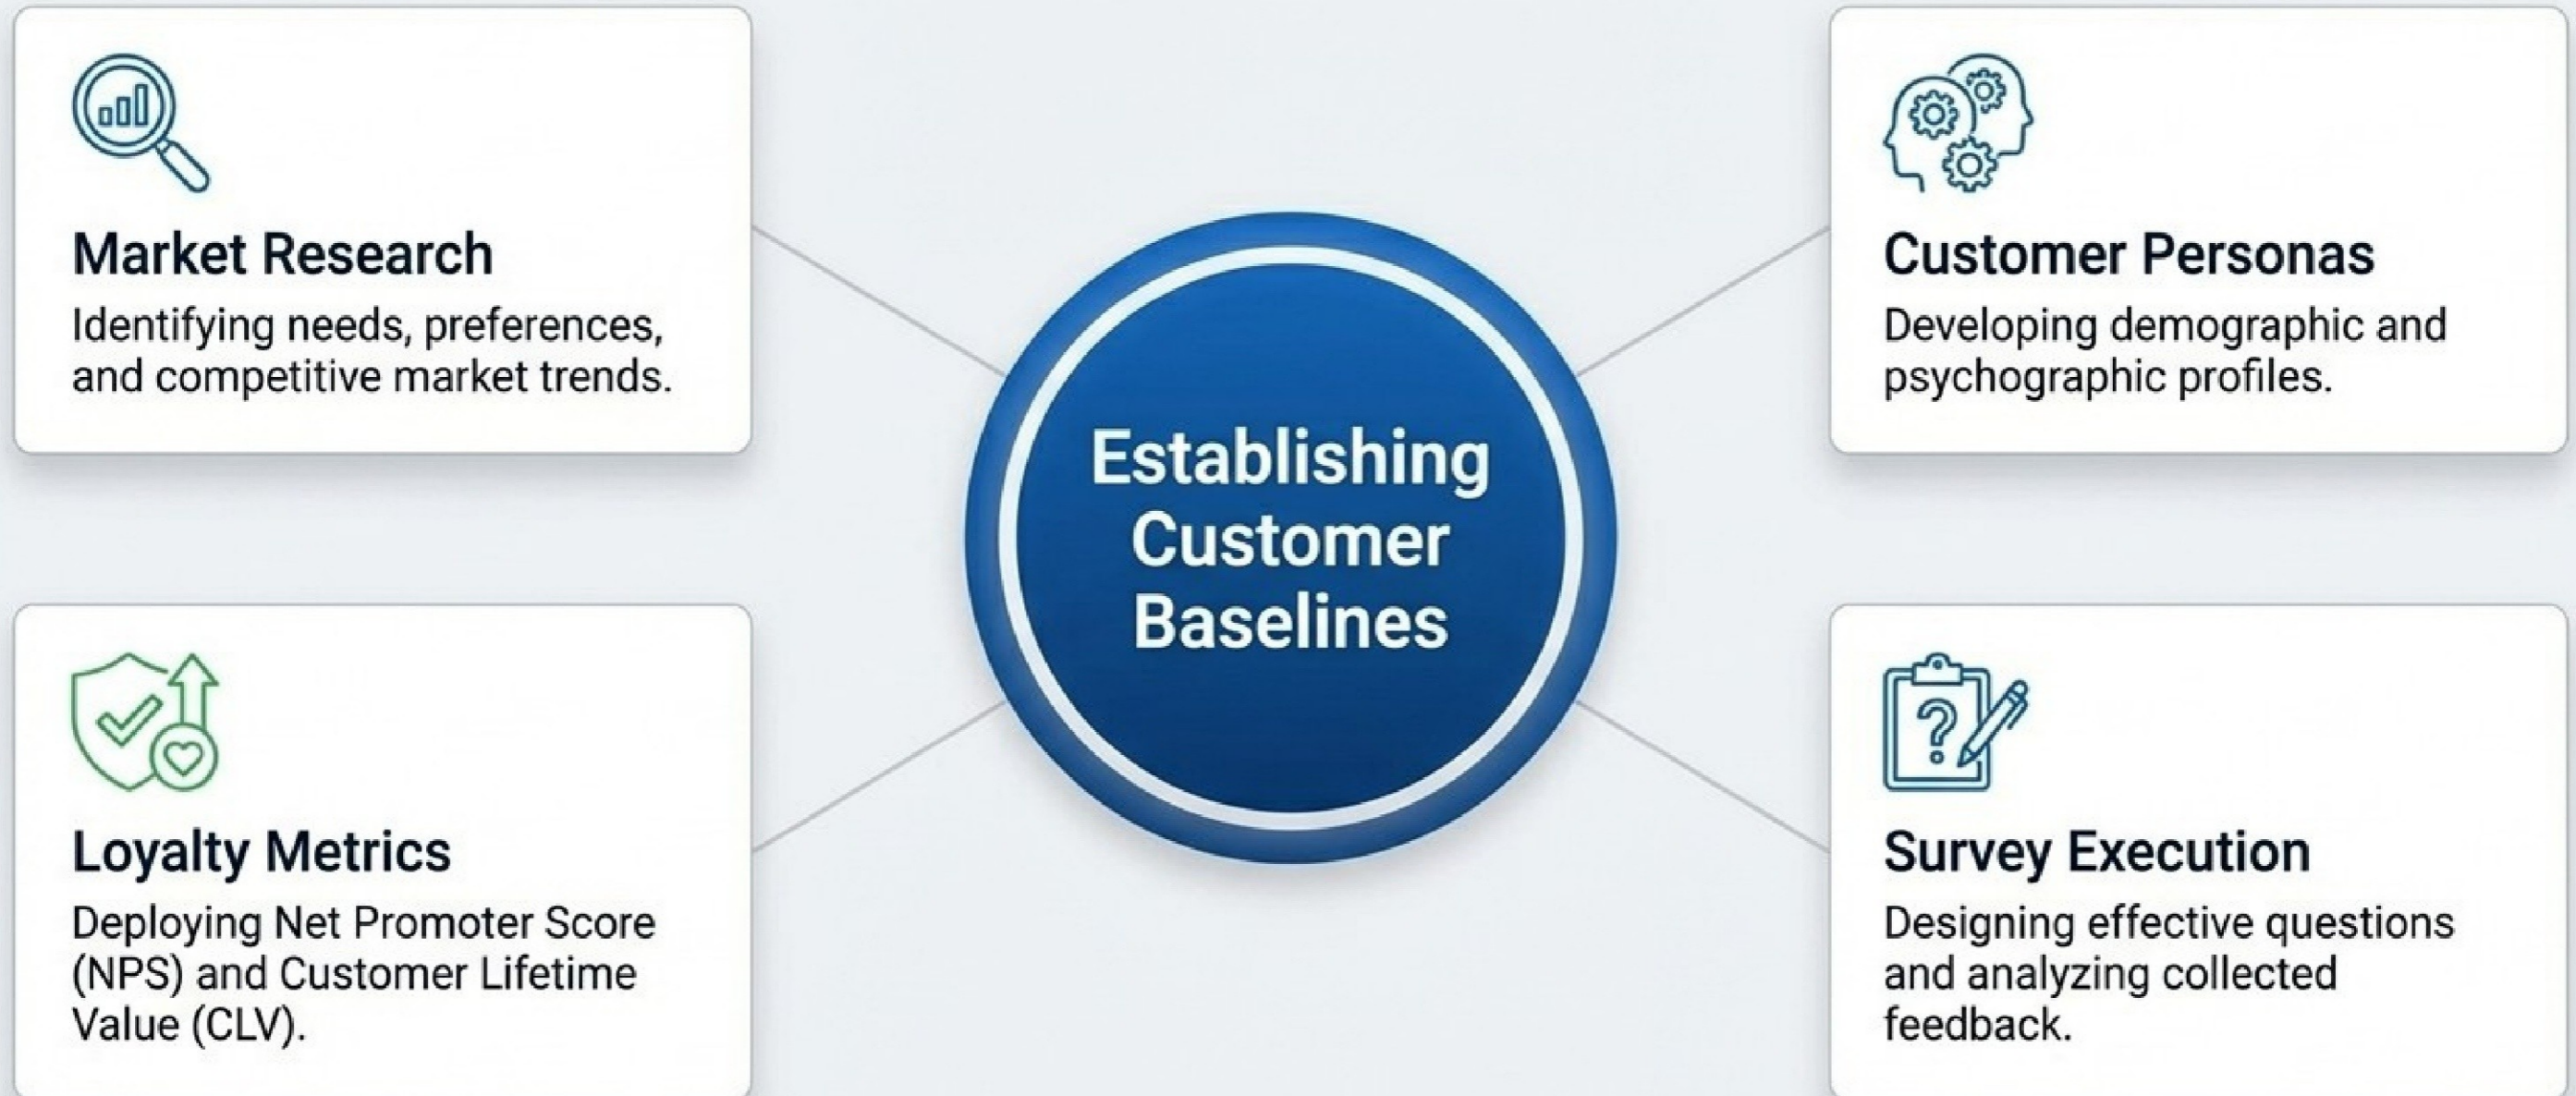 Market Research
Identifying needs, preferences,
and competitive market trends.
Customer Personas
Developing demographic and
psychographic profiles.
Establishing
Customer
Baselines
Loyalty Metrics
Deploying Net Promoter Score
(NPS) and Customer Lifetime
Value (CLV).
Survey Execution
Designing effective questions
and analyzing collected
feedback.